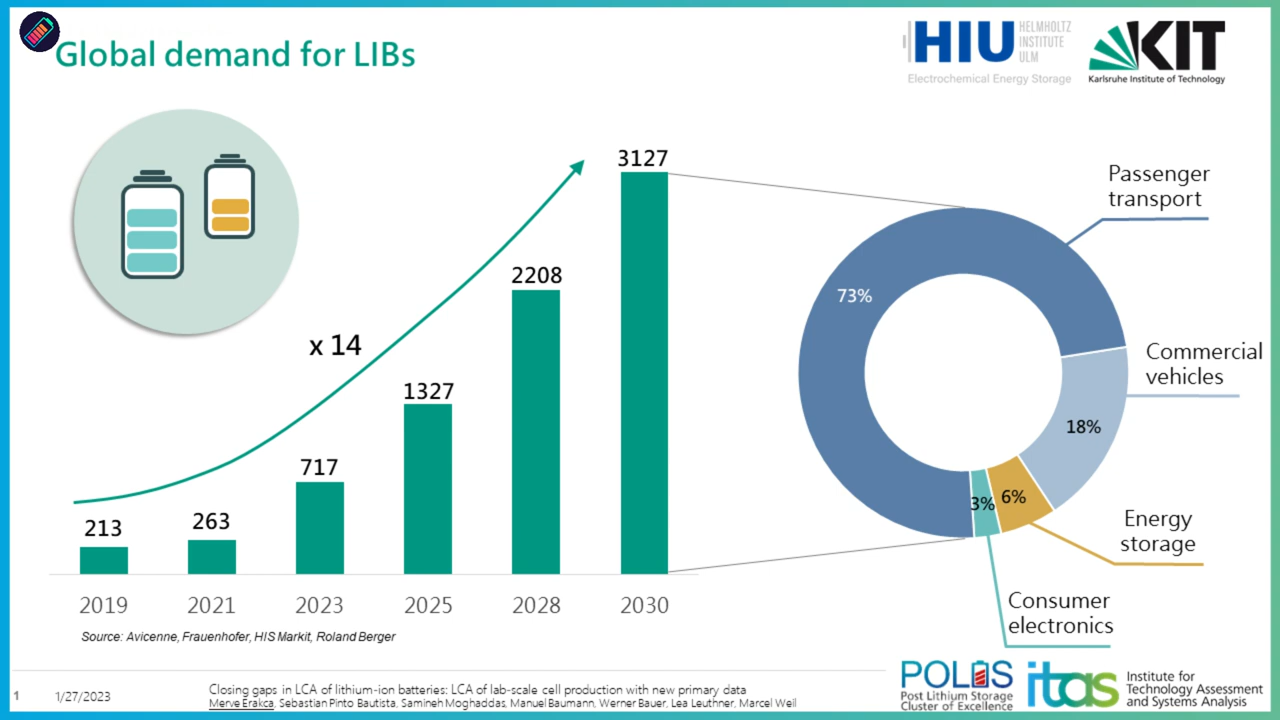 Global demand for LIBs
HIU
HELMHOLTZ
INSTITUTE
ULM
Electrochemical Energy Storage
KIT
Karlsruhe Institute of Technology
x 14
213
263
717
1327
2208
3127
2019
2021
2023
2025
2028
2030
Source: Avicenne, Frauenhofer, HIS Markit, Roland Berger
Passenger
transport
73%
Commercial
vehicles
18%
Energy
storage
6%
3%
Consumer
electronics
1
1/27/2023
Closing gaps in LCA of lithium-ion batteries: LCA of lab-scale cell production with new primary data
Merve Erakca, Sebastian Pinto Bautista, Samineh Moghaddas, Manuel Baumann, Werner Bauer, Lea Leuthner, Marcel Weil
POLiS
Post Lithium Storage
Cluster of Excellence
itas
Institute for
Technology Assessment
and Systems Analysis